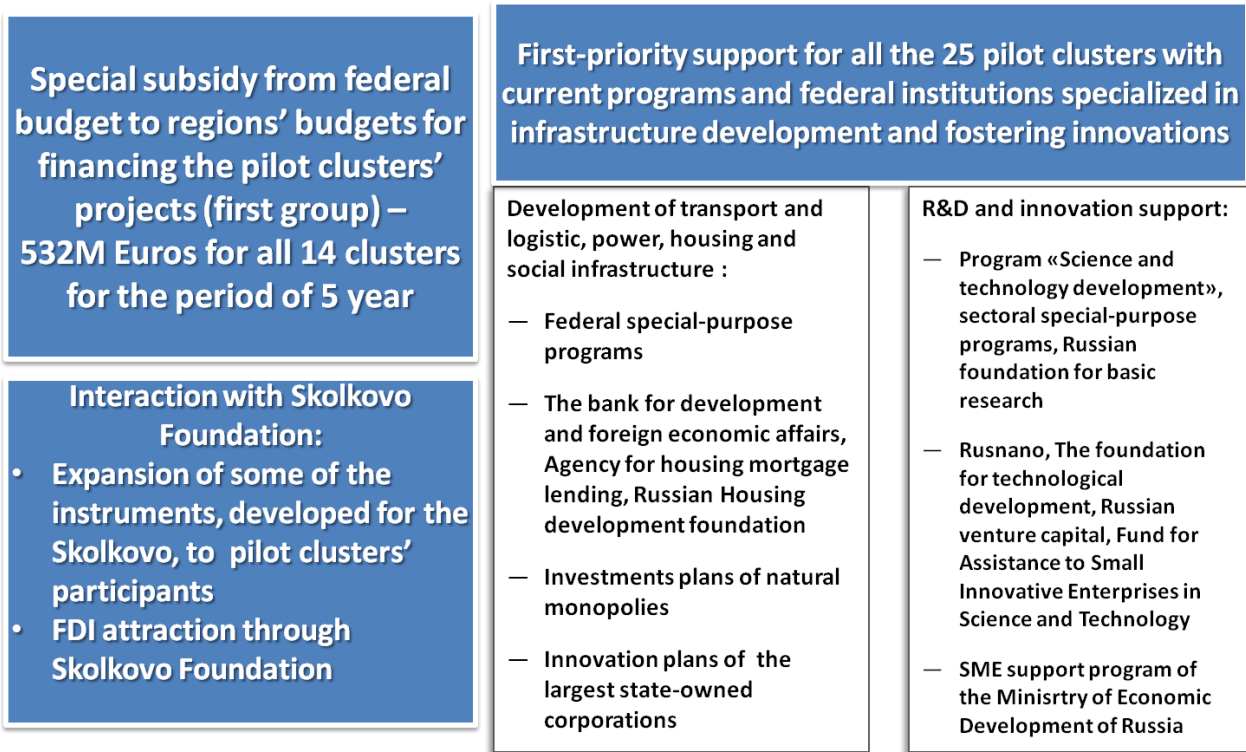 Special subsidy from federal
budget to regions’ budgets for
financing the pilot clusters’
projects (first group) –
532M Euros for all 14 clusters
for the period of 5 year
Interaction with Skolkovo
Foundation:
• Expansion of some of the
instruments, developed for the
Skolkovo, to pilot clusters’
participants
• FDI attraction through
Skolkovo Foundation
First-priority support for all the 25 pilot clusters with
current programs and federal institutions specialized in
infrastructure development and fostering innovations
Development of transport and
logistic, power, housing and
social infrastructure :
— Federal special-purpose
programs
— The bank for development
and foreign economic affairs,
Agency for housing mortgage
lending, Russian Housing
development foundation
— Investments plans of natural
monopolies
— Innovation plans of the
largest state-owned
corporations
R&D and innovation support:
— Program «Science and
technology development»,
sectoral special-purpose
programs, Russian
foundation for basic
research
— Rusnano, The foundation
for technological
development, Russian
venture capital, Fund for
Assistance to Small
Innovative Enterprises in
Science and Technology
— SME support program of
the Minisrtry of Economic
Development of Russia